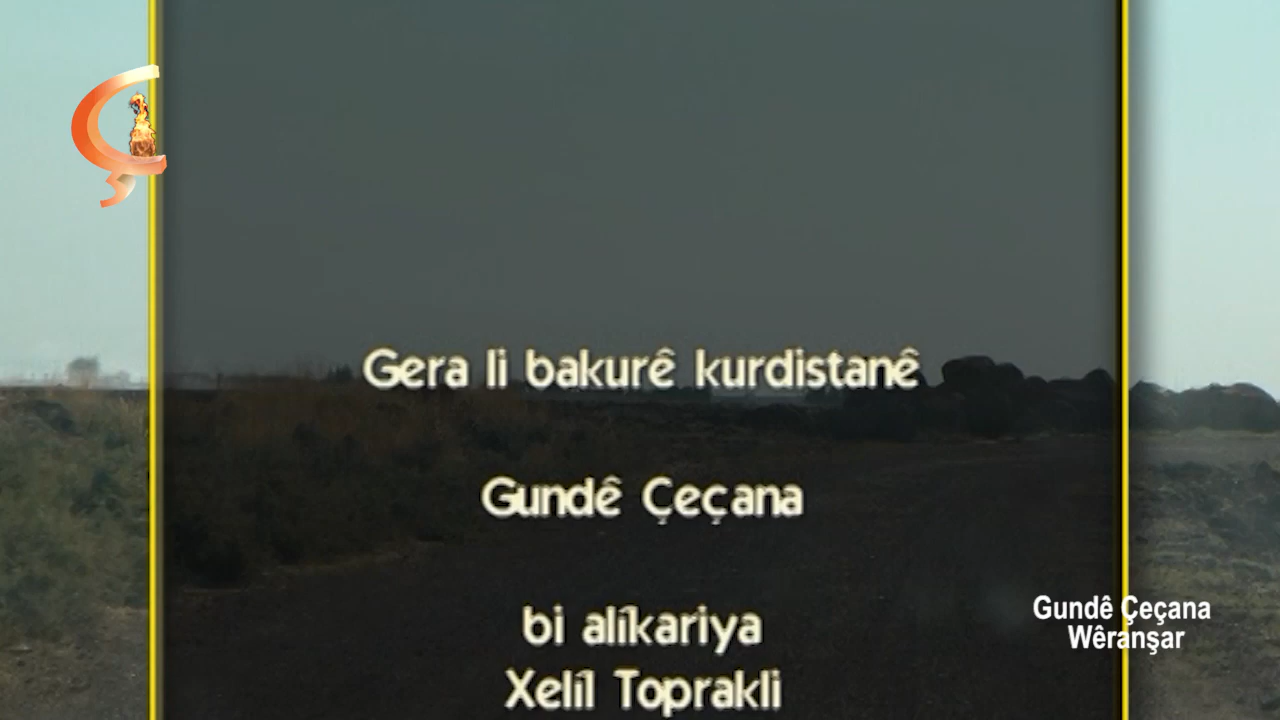 Gera li bakurê kurdistanê
Gundê Çeçana
bi alîkariya
Xelîl Toprakli
Gundê Çeçana
Wêranşar